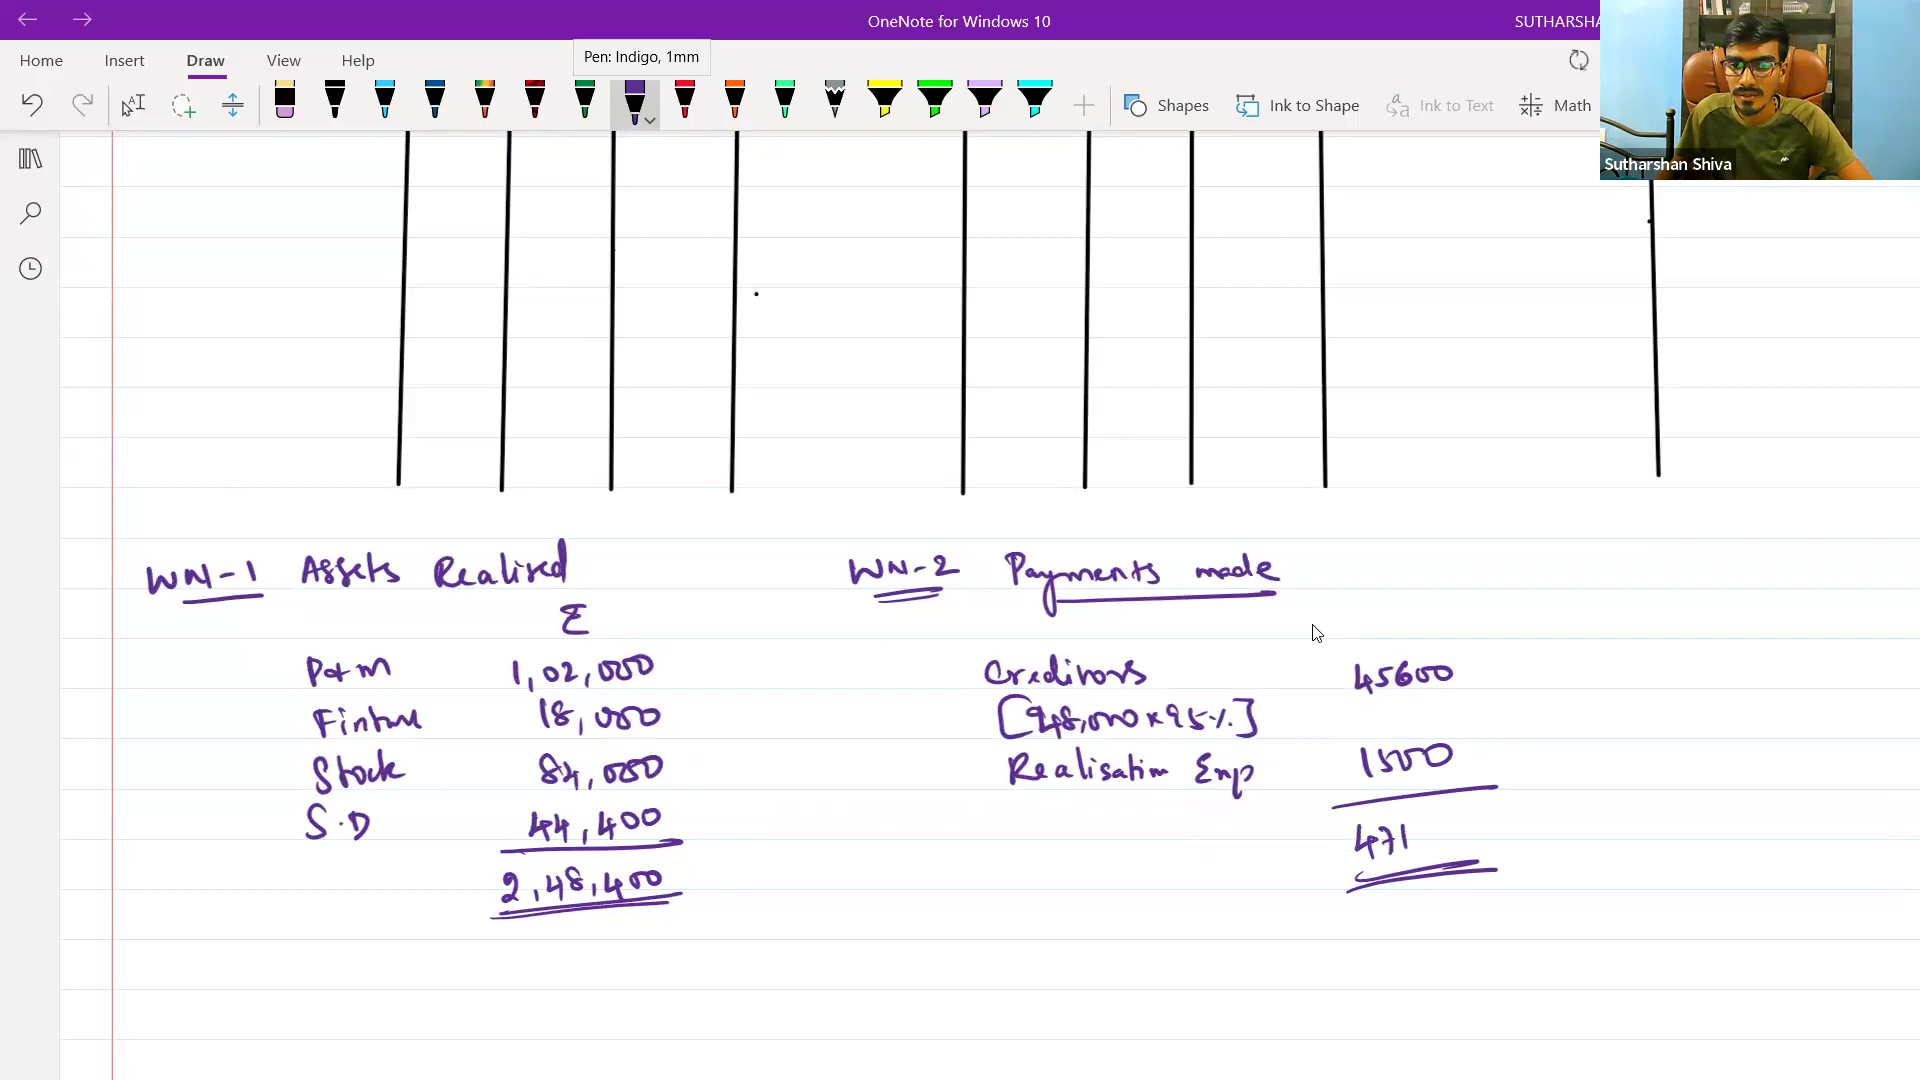 OneNote for Windows 10
SUTHARSHA
Home Insert Draw View Help
Pen: Indigo, 1mm
Shapes Ink to Shape Ink to Text Math
Sutharshan Shiva
WN-1 Assets Realised
WN-2 Payments made
P+M 1,02,000
Creditors 45600
18,000
[48,000×95%]
Stock 84,000
Realisation Exp 1500
S.D 44,400
471
2,48,400